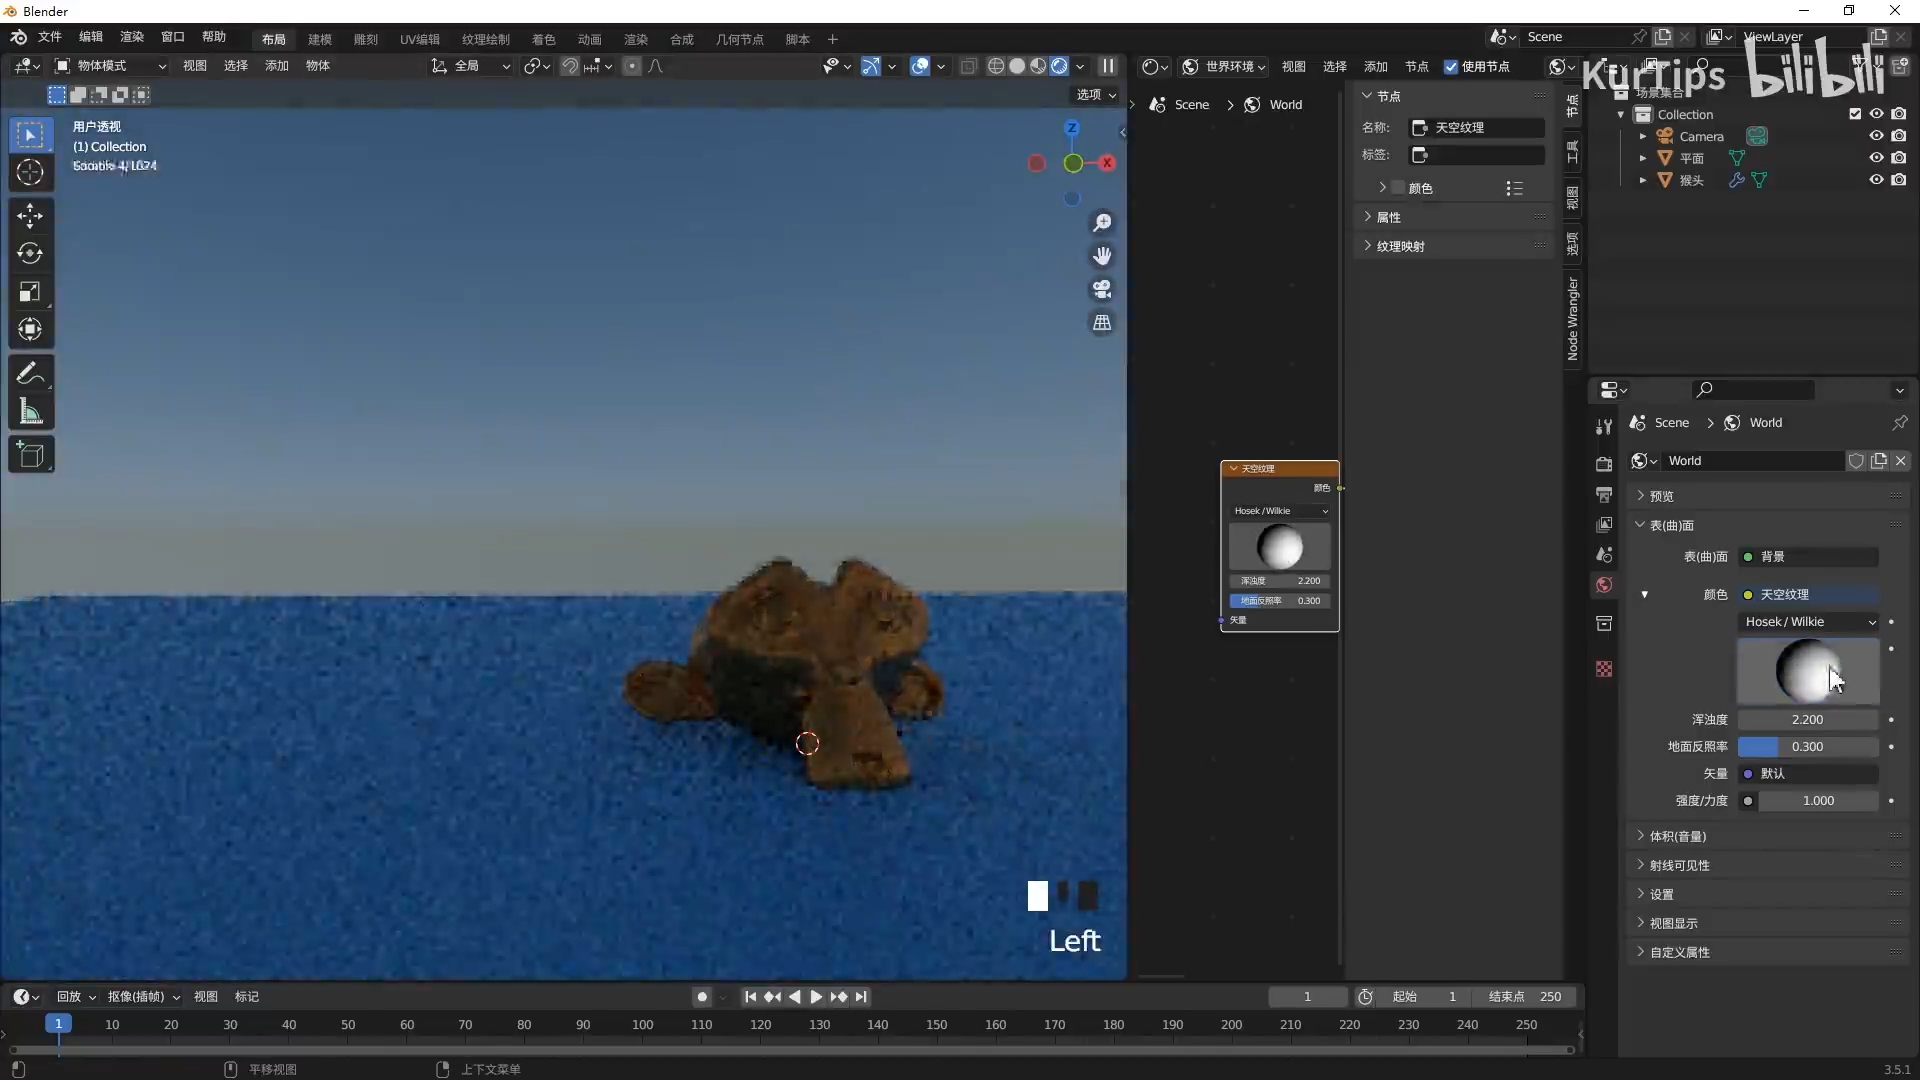 Blender
文件 编辑 渲染 窗口 帮助 布局 建模 雕刻 UV编辑 纹理绘制 着色 动画 渲染 合成 几何节点 脚本 + Scene ViewLayer
物体模式 视图 选择 添加 物体 全局 世界环境 视图 选择 添加 节点 使用节点
KurTips bilibili
选项
用户透视
(1) Collection
Z
X
Scene > World
节点
名称: 天空纹理
标签:
颜色
属性
纹理映射
节点
工具
视图
选项
Node Wrangler
场景集合
Collection
Camera
平面
猴头
天空纹理
颜色
Hosek / Wilkie
浑浊度 2.200
地面反照率 0.300
矢量
Scene > World
World
预览
表(曲)面
表(曲)面 背景
颜色 天空纹理
Hosek / Wilkie
浑浊度 2.200
地面反照率 0.300
矢量 默认
强度/力度 1.000
体积(音量)
射线可见性
设置
视图显示
自定义属性
Left
回放 抠像(插帧) 视图 标记 1 起始 1 结束点 250
1 10 20 30 40 50 60 70 80 90 100 110 120 130 140 150 160 170 180 190 200 210 220 230 240 250
平移视图 上下文菜单 3.5.1